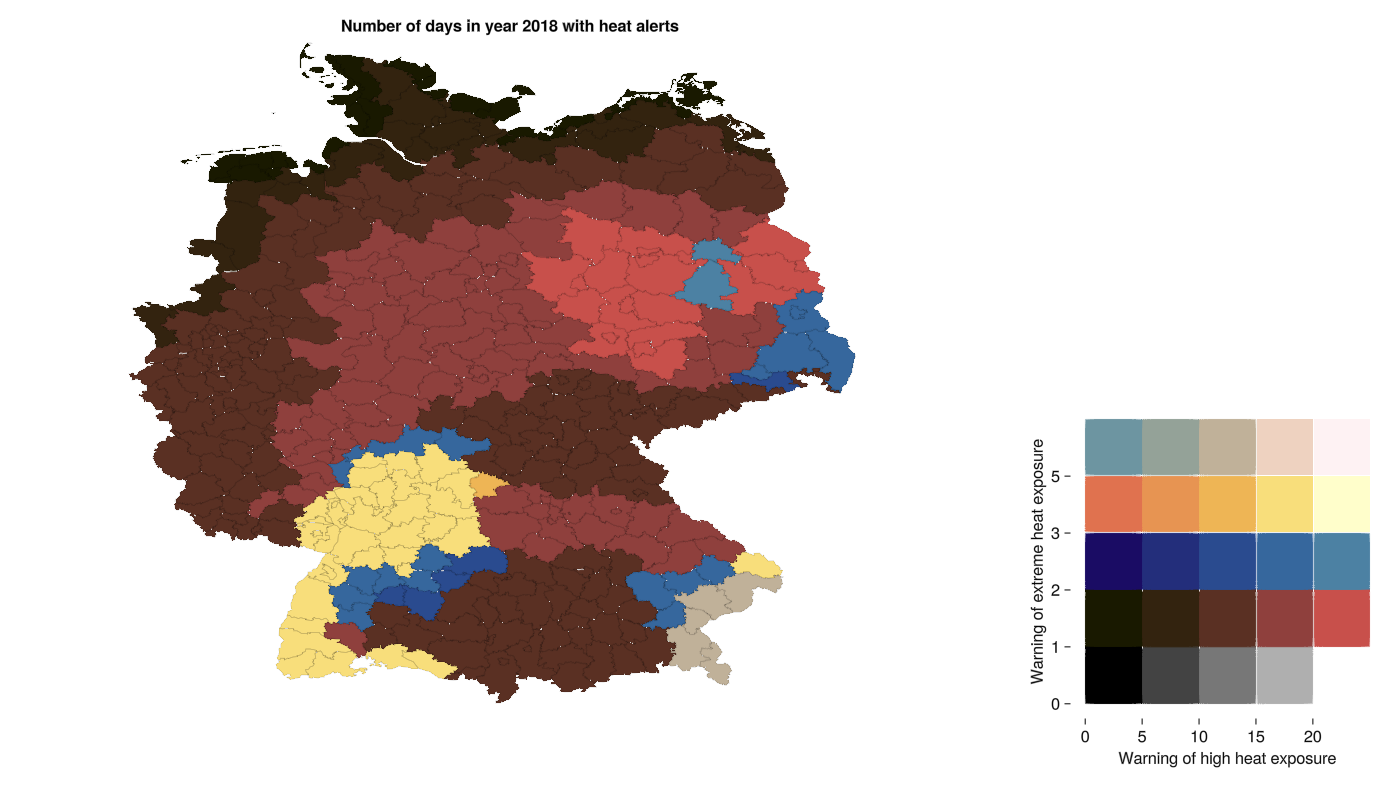 Number of days in year 2018 with heat alerts
Warning of extreme heat exposure
5
3
2
1
0
0 5 10 15 20
Warning of high heat exposure